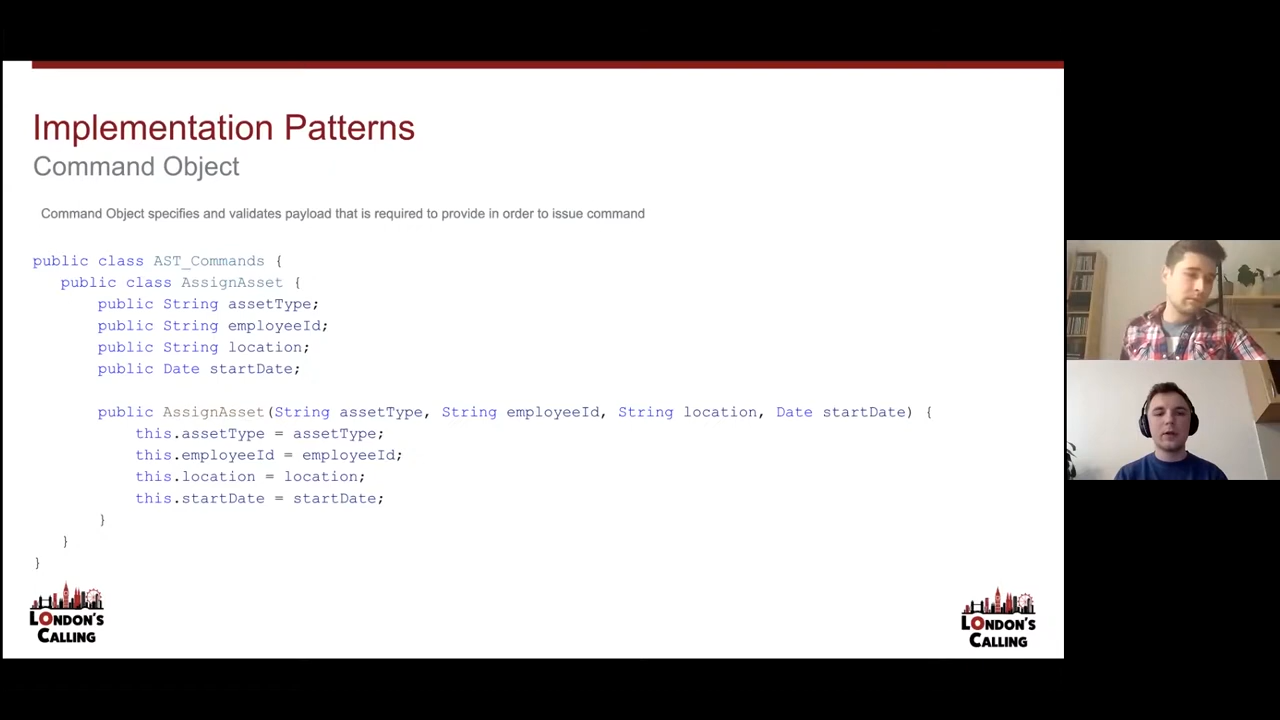 Implementation Patterns
Command Object
Command Object specifies and validates payload that is required to provide in order to issue command
public class AST_Commands {
public class AssignAsset {
public String assetType;
public String employeeId;
public String location;
public Date startDate;
public AssignAsset(String assetType, String employeeId, String location, Date startDate) {
this.assetType = assetType;
this.employeeId = employeeId;
this.location = location;
this.startDate = startDate;
}
}
}
LONDON'S
CALLING
LONDON'S
CALLING